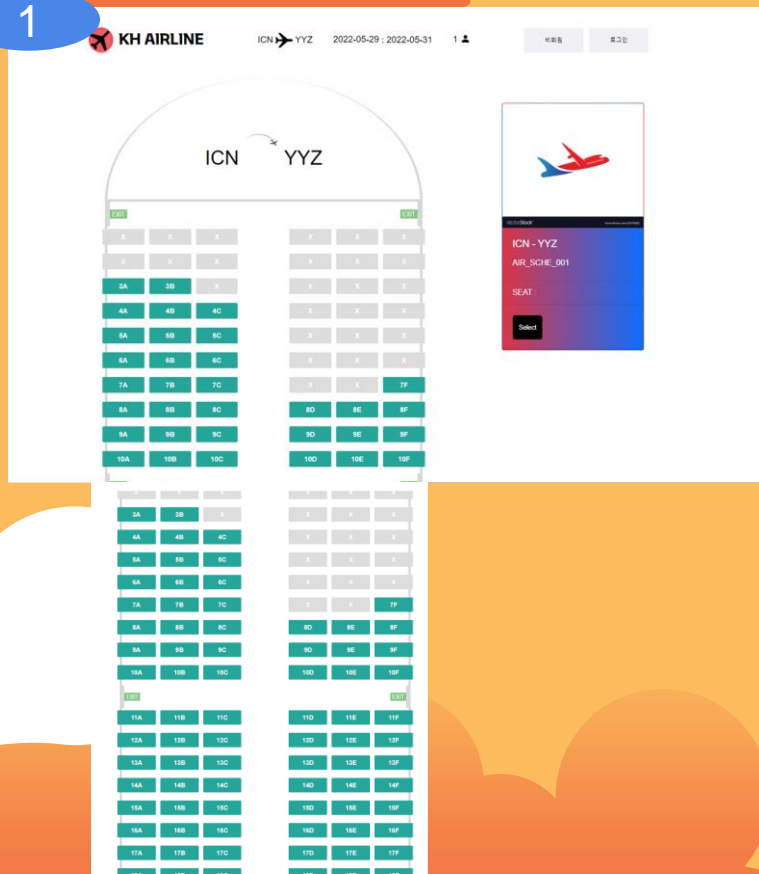 1
KH AIRLINE ICN YYZ 2022-05-29 : 2022-05-31 1 비회원 로그인
ICN YYZ
EXIT EXIT
X X X X X X
X X X X X X
3A 3B X X X X
4A 4B 4C X X X
5A 5B 5C X X X
6A 6B 6C X X X
7A 7B 7C X X 7F
8A 8B 8C 8D 8E 8F
9A 9B 9C 9D 9E 9F
10A 10B 10C 10D 10E 10F
VectorStock
ICN - YYZ
AIR_SCHE_001
SEAT :
Select
X X X X X X
3A 3B X X X X
4A 4B 4C X X X
5A 5B 5C X X X
6A 6B 6C X X X
7A 7B 7C X X 7F
8A 8B 8C 8D 8E 8F
9A 9B 9C 9D 9E 9F
10A 10B 10C 10D 10E 10F
EXIT EXIT
11A 11B 11C 11D 11E 11F
12A 12B 12C 12D 12E 12F
13A 13B 13C 13D 13E 13F
14A 14B 14C 14D 14E 14F
15A 15B 15C 15D 15E 15F
16A 16B 16C 16D 16E 16F
17A 17B 17C 17D 17E 17F